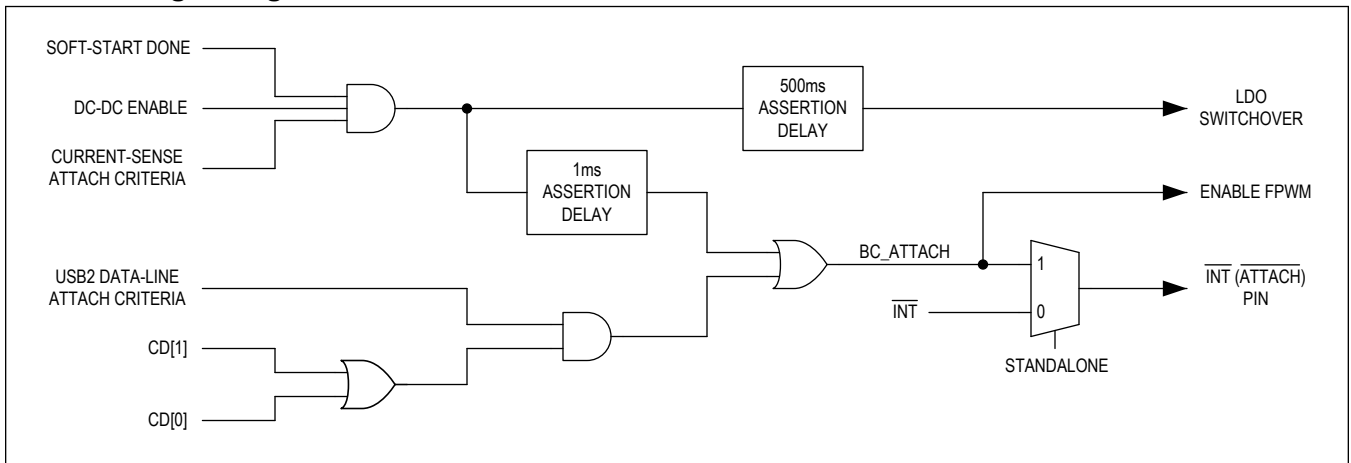 SOFT-START DONE
DC-DC ENABLE
CURRENT-SENSE
ATTACH CRITERIA
500ms
ASSERTION
DELAY
LDO
SWITCHOVER
1ms
ASSERTION
DELAY
ENABLE FPWM
USB2 DATA-LINE
ATTACH CRITERIA
BC_ATTACH
1
INT
0
INT (ATTACH)
PIN
STANDALONE
CD[1]
CD[0]